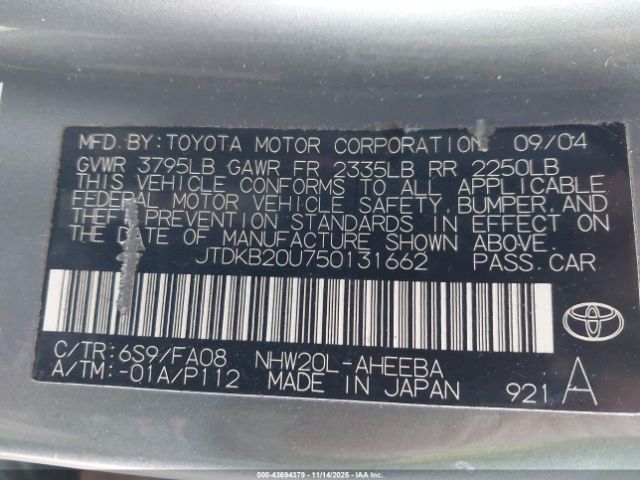 MFD. BY: TOYOTA MOTOR CORPORATION 09/04
GVWR 3795LB GAWR FR 2335LB RR 2250LB
THIS VEHICLE CONFORMS TO ALL APPLICABLE
FEDERAL MOTOR VEHICLE SAFETY, BUMPER, AND
THEFT PREVENTION STANDARDS IN EFFECT ON
THE DATE OF MANUFACTURE SHOWN ABOVE.
JTDKB20U750131662 PASS. CAR
C/TR: 6S9/FA08 NHW20L-AHEEBA
A/TM: -01A/P112 MADE IN JAPAN 921 A
000-43694379 - 11/14/2025 - IAA Corp.